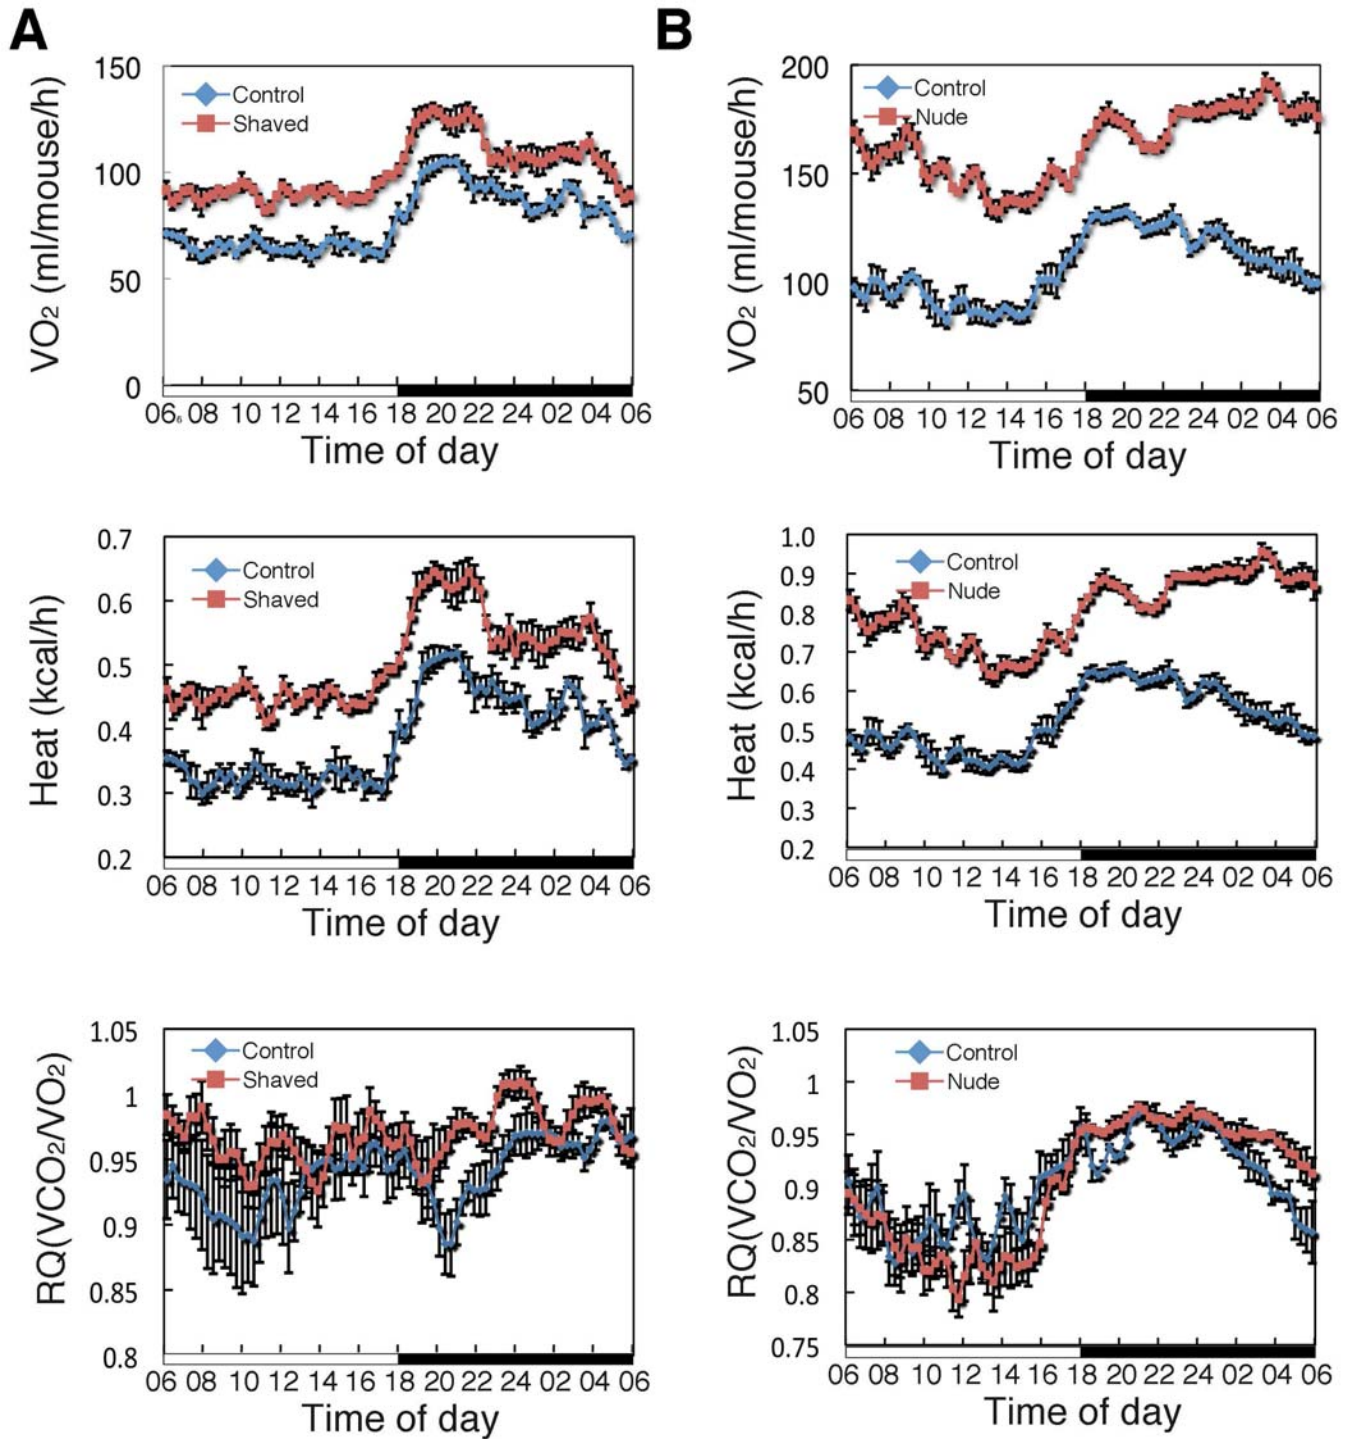 A
B
VO2 (ml/mouse/h)
150
100
50
0
Control
Shaved
06 6 08 10 12 14 16 18 20 22 24 02 04 06
Time of day
VO2 (ml/mouse/h)
200
150
100
50
Control
Nude
06 08 10 12 14 16 18 20 22 24 02 04 06
Time of day
Heat (kcal/h)
0.7
0.6
0.5
0.4
0.3
0.2
Control
Shaved
06 08 10 12 14 16 18 20 22 24 02 04 06
Time of day
Heat (kcal/h)
1.0
0.9
0.8
0.7
0.6
0.5
0.4
0.3
0.2
Control
Nude
06 08 10 12 14 16 18 20 22 24 02 04 06
Time of day
RQ(VCO2/VO2)
1.05
1
0.95
0.9
0.85
0.8
Control
Shaved
06 08 10 12 14 16 18 20 22 24 02 04 06
Time of day
RQ(VCO2/VO2)
1.05
1
0.95
0.9
0.85
0.8
0.75
Control
Nude
06 08 10 12 14 16 18 20 22 24 02 04 06
Time of day